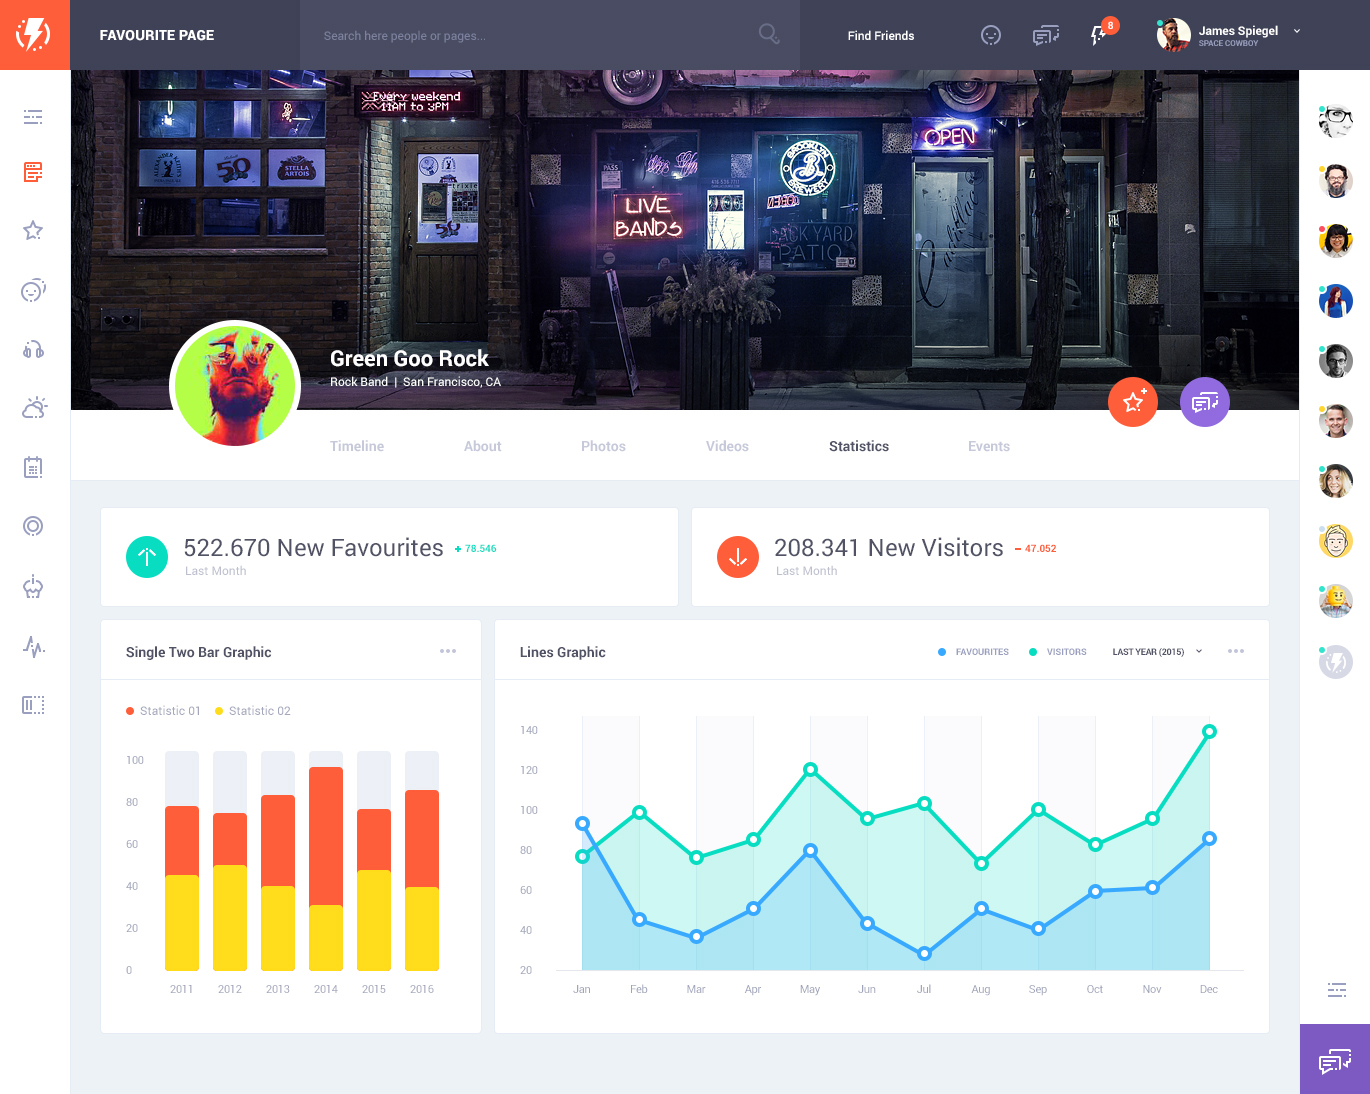 FAVOURITE PAGE
Search here people or pages...
Find Friends
8
James Spiegel
SPACE COWBOY
Every weekend
11AM to 3PM
OPEN
BROOKLYN
BREWERY
50
STELLA
ARTOIS
LIVE
BANDS
BACK YARD
PATIO
Green Goo Rock
Rock Band | San Francisco, CA
Timeline
About
Photos
Videos
Statistics
Events
522.670 New Favourites
+ 78.546
Last Month
208.341 New Visitors
− 47.052
Last Month
Single Two Bar Graphic
Statistic 01
Statistic 02
100
80
60
40
20
0
2011 2012 2013 2014 2015 2016
Lines Graphic
FAVOURITES
VISITORS
LAST YEAR (2015)
140
120
100
80
60
40
20
Jan Feb Mar Apr May Jun Jul Aug Sep Oct Nov Dec